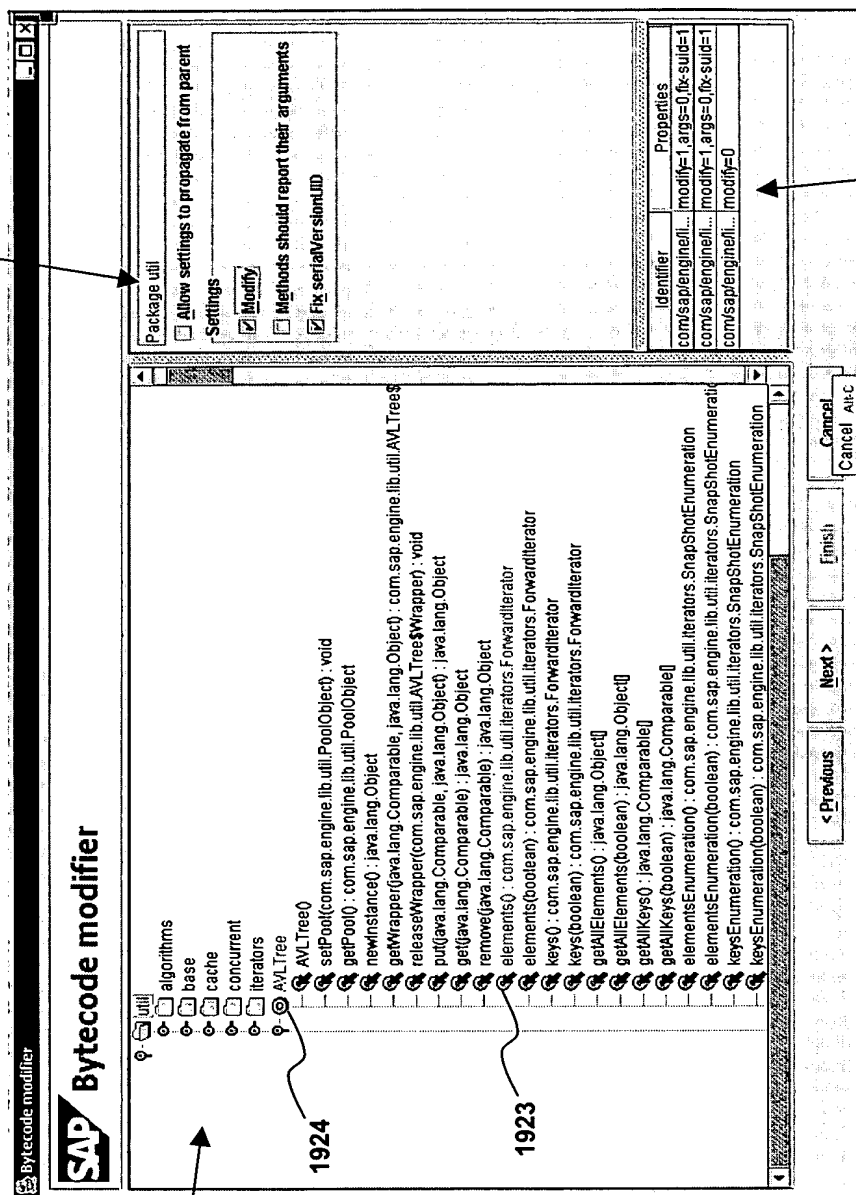 Bytecode modifier
SAP Bytecode modifier
util
algorithms
base
cache
concurrent
iterators
AVLTree
AVLTree()
setPool(com.sap.engine.lib.util.PoolObject) : void
getPool() : com.sap.engine.lib.util.PoolObject
newInstance() : java.lang.Object
getWrapper(java.lang.Comparable, java.lang.Object) : com.sap.engine.lib.util.AVLTree$
releaseWrapper(com.sap.engine.lib.util.AVLTree$Wrapper) : void
put(java.lang.Comparable, java.lang.Object) : java.lang.Object
get(java.lang.Comparable) : java.lang.Object
remove(java.lang.Comparable) : java.lang.Object
elements() : com.sap.engine.lib.util.iterators.ForwardIterator
elements(boolean) : com.sap.engine.lib.util.iterators.ForwardIterator
keys() : com.sap.engine.lib.util.iterators.ForwardIterator
keys(boolean) : com.sap.engine.lib.util.iterators.ForwardIterator
getAllElements() : java.lang.Object[]
getAllElements(boolean) : java.lang.Object[]
getAllKeys() : java.lang.Comparable[]
getAllKeys(boolean) : java.lang.Comparable[]
elementsEnumeration() : com.sap.engine.lib.util.iterators.SnapShotEnumeration
elementsEnumeration(boolean) : com.sap.engine.lib.util.iterators.SnapShotEnumeratio
keysEnumeration() : com.sap.engine.lib.util.iterators.SnapShotEnumeration
keysEnumeration(boolean) : com.sap.engine.lib.util.iterators.SnapShotEnumeration
1924
1923
Package util
Allow settings to propagate from parent
Settings
Modify
Methods should report their arguments
Fix serialVersionUID
Identifier Properties
com/sap/engine/li... modify=1,args=0,fix-suid=1
com/sap/engine/li... modify=1,args=0,fix-suid=1
com/sap/engine/li... modify=0
< Previous Next > Finish Cancel
Cancel Alt-C